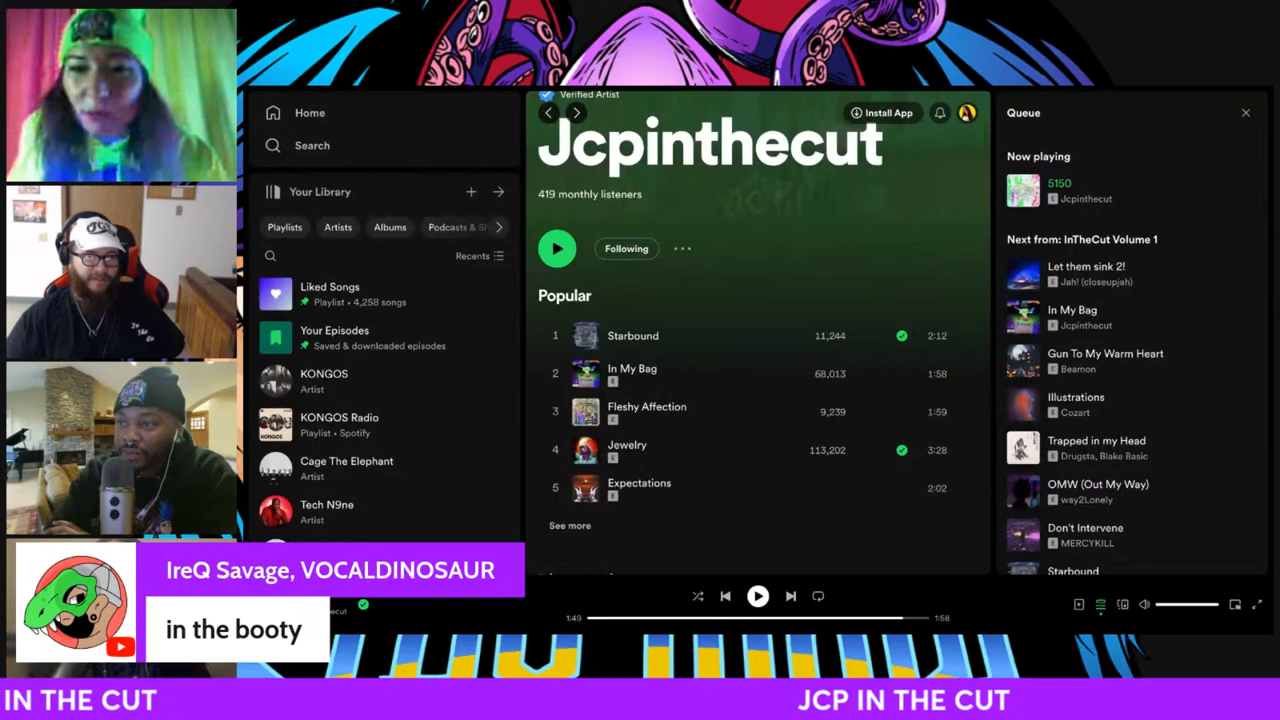 Home
Search
Your Library
Playlists
Artists
Albums
Podcasts &
Recents
Liked Songs
Playlist • 4,258 songs
Your Episodes
Saved & downloaded episodes
KONGOS
Artist
KONGOS Radio
Playlist • Spotify
Cage The Elephant
Artist
Tech N9ne
Artist
Verified Artist
Install App
Jcpinthecut
419 monthly listeners
Following
Popular
1 Starbound 11,244 2:12
2 In My Bag 68,013 1:58
E
3 Fleshy Affection 9,239 1:59
E
4 Jewelry 113,202 3:28
E
5 Expectations 2:02
E
See more
Queue
Now playing
5150
E Jcpinthecut
Next from: InTheCut Volume 1
Let them sink 2!
E Jah! (closeupjah)
In My Bag
E Jcpinthecut
Gun To My Warm Heart
E Beamon
Illustrations
E Cozart
Trapped in my Head
E Drugsta, Blake Basic
OMW (Out My Way)
E way2Lonely
Don't Intervene
E MERCYKILL
Starbound
1:49
1:58
IreQ Savage, VOCALDINOSAUR
in the booty
IN THE CUT
JCP IN THE CUT